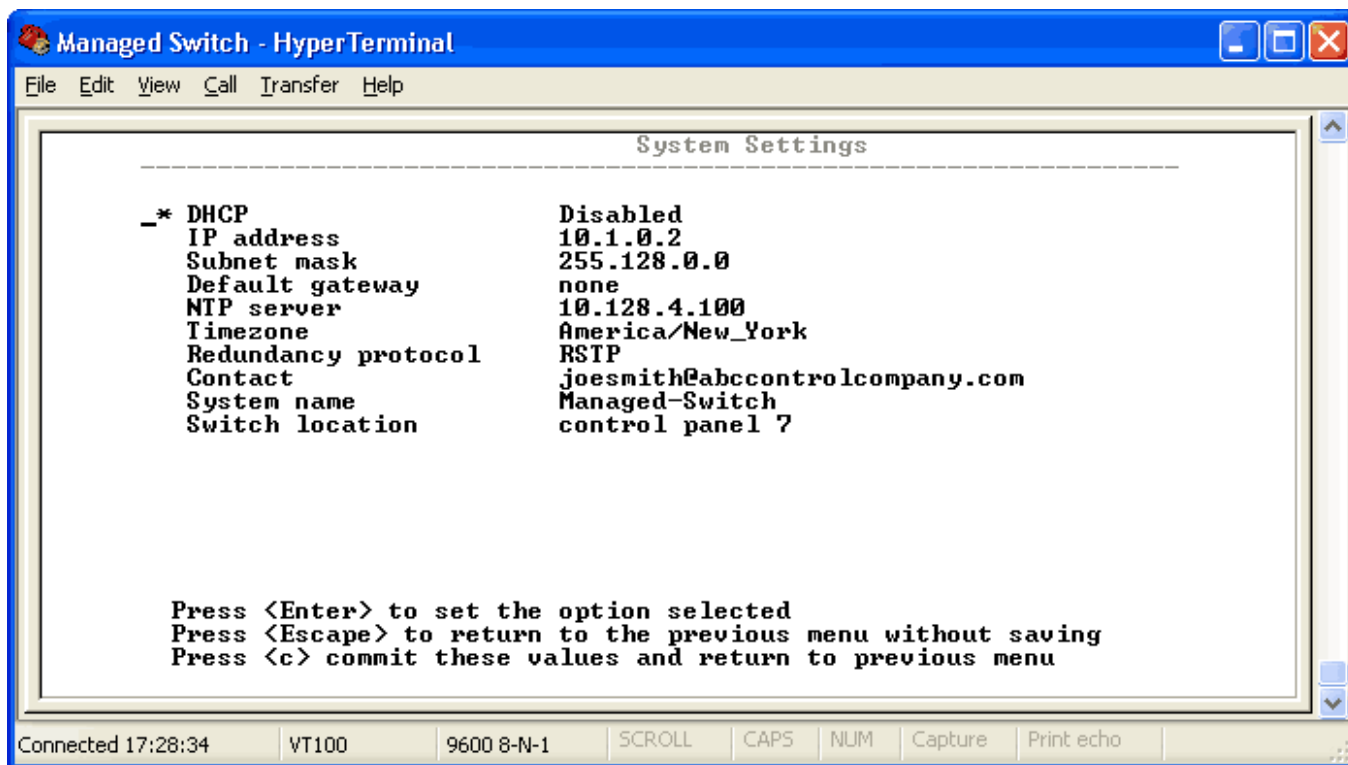 Managed Switch - HyperTerminal
File Edit View Call Transfer Help
System Settings
_* DHCP Disabled
IP address 10.1.0.2
Subnet mask 255.128.0.0
Default gateway none
NTP server 10.128.4.100
Timezone America/New_York
Redundancy protocol RSTP
Contact joesmith@abccontrolcompany.com
System name Managed-Switch
Switch location control panel 7
Press <Enter> to set the option selected
Press <Escape> to return to the previous menu without saving
Press <c> commit these values and return to previous menu
Connected 17:28:34 VT100 9600 8-N-1 SCROLL CAPS NUM Capture Print echo